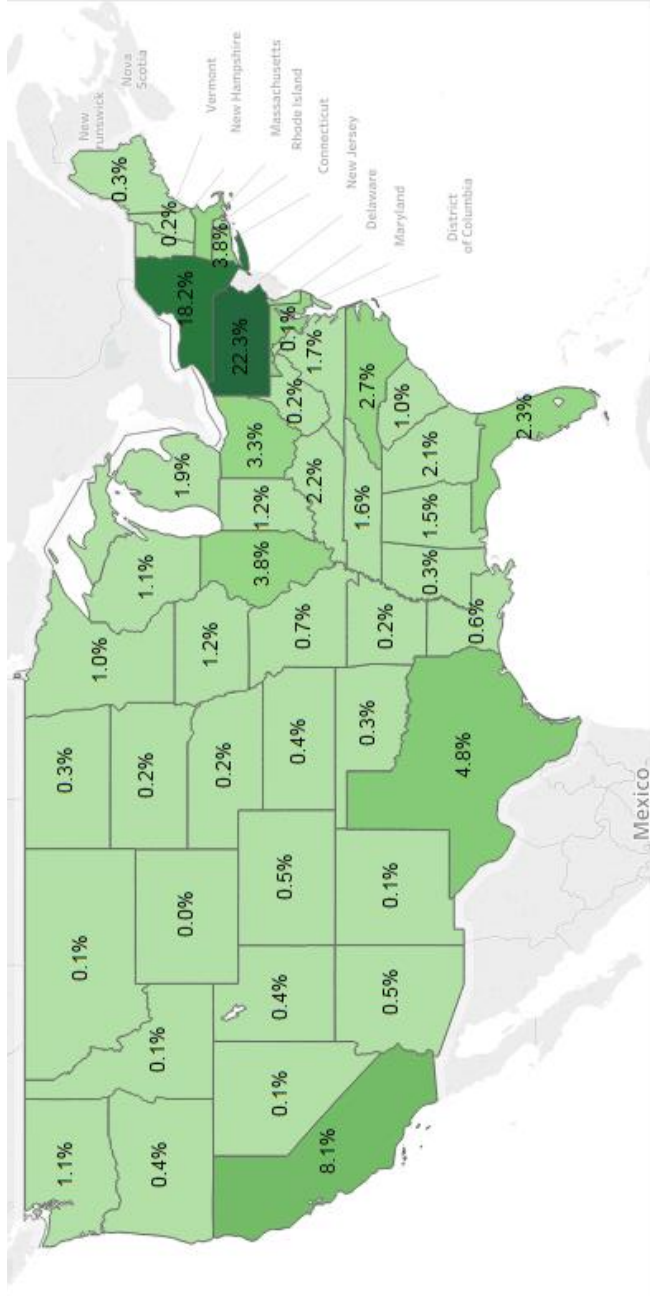 New
runswick
Nova
Scotia
Vermont
New Hampshire
Massachusetts
Rhode Island
Connecticut
New Jersey
Delaware
Maryland
District
of Columbia
Mexico
1.1%
0.4%
8.1%
0.1%
0.1%
0.1%
0.0%
0.4%
0.5%
0.5%
0.1%
0.3%
0.2%
0.2%
0.4%
0.3%
4.8%
1.0%
1.2%
0.7%
0.2%
0.6%
1.1%
3.8%
1.9%
1.2%
3.3%
2.2%
1.6%
0.3%
1.5%
2.1%
2.3%
1.0%
2.7%
1.7%
0.2%
0.1%
22.3%
18.2%
3.8%
0.2%
0.3%